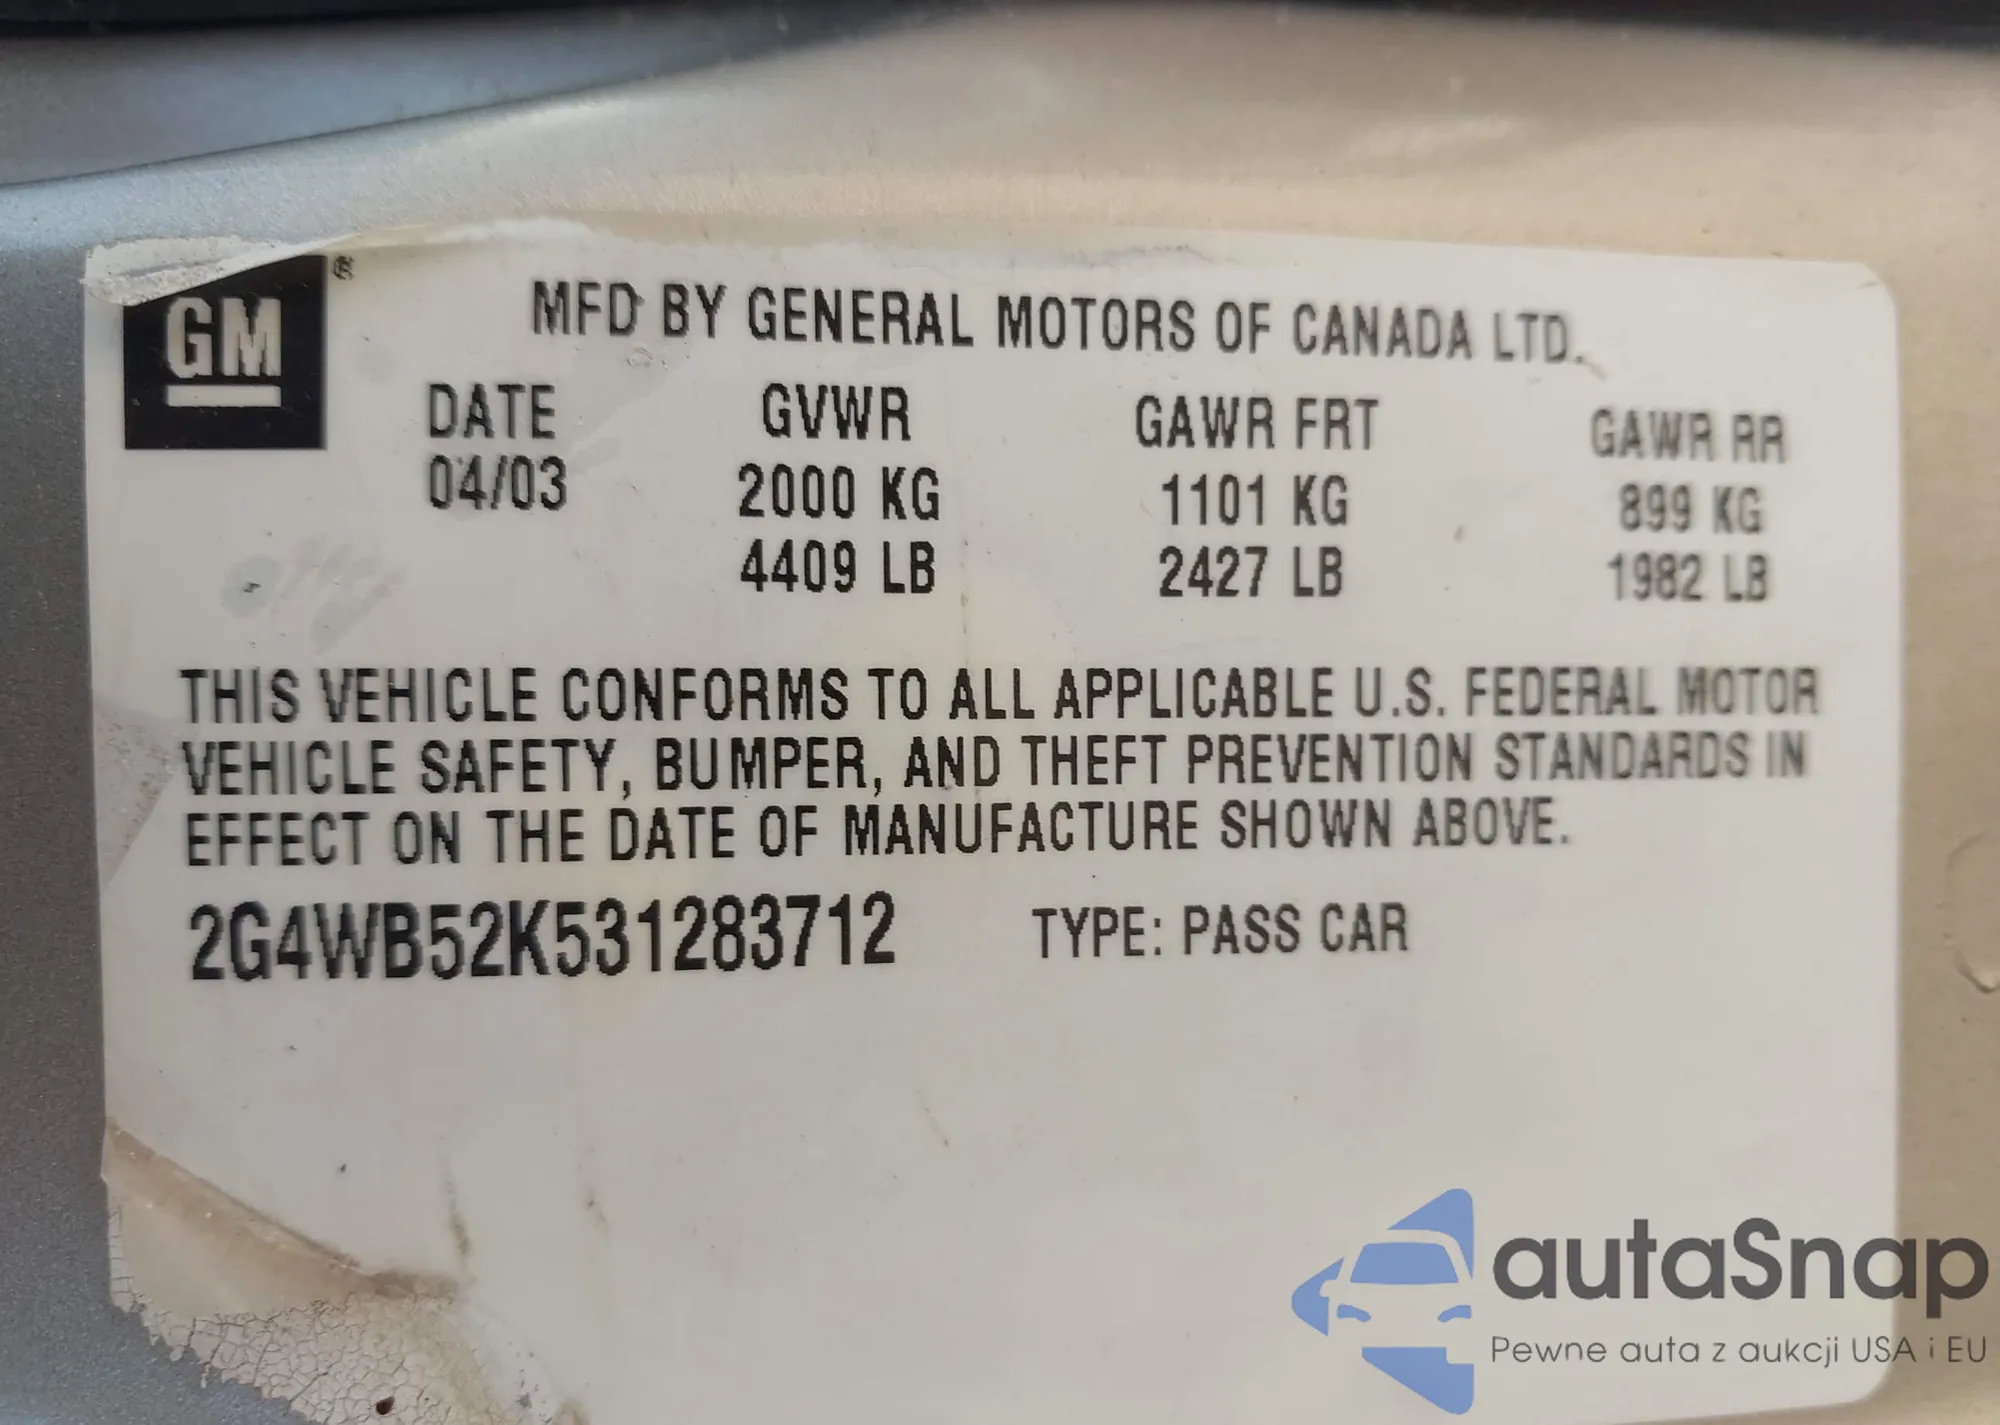 GM ®
MFD BY GENERAL MOTORS OF CANADA LTD.
DATE GVWR GAWR FRT GAWR RR
04/03 2000 KG 1101 KG 899 KG
4409 LB 2427 LB 1982 LB
THIS VEHICLE CONFORMS TO ALL APPLICABLE U.S. FEDERAL MOTOR
VEHICLE SAFETY, BUMPER, AND THEFT PREVENTION STANDARDS IN
EFFECT ON THE DATE OF MANUFACTURE SHOWN ABOVE.
2G4WB52K531283712 TYPE: PASS CAR
autaSnap
Pewne auta z aukcji USA i EU